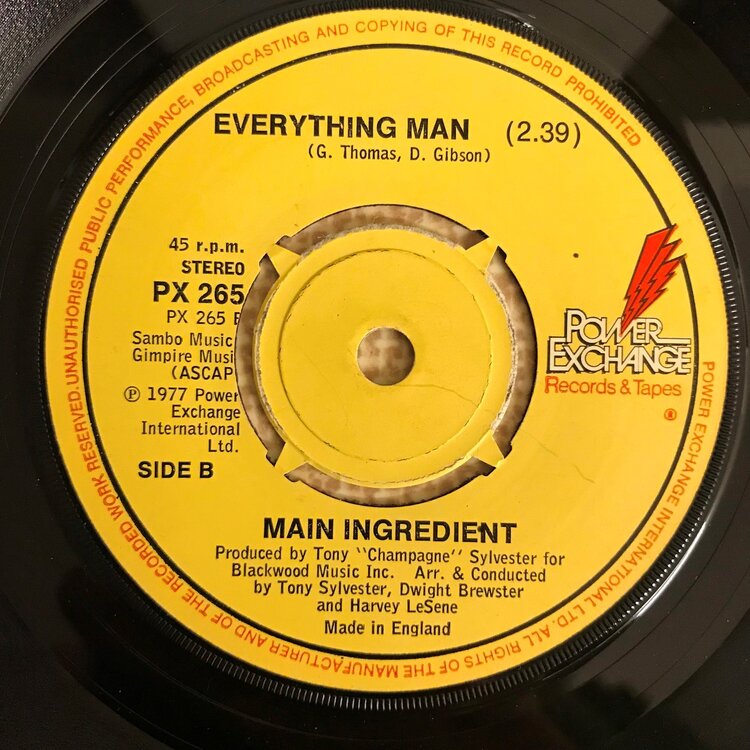 UNAUTHORISED PUBLIC PERFORMANCE, BROADCASTING AND COPYING OF THIS RECORD PROHIBITED
EVERYTHING MAN (2.39)
(G. Thomas, D. Gibson)
45 r.p.m.
STEREO
PX 265
PX 265
Sambo Music
Gimpire Musi
(ASCAP
Ⓟ 1977 Power
Exchange
International
Ltd.
SIDE B
POWER
EXCHANGE
Records & Tapes
®
MAIN INGREDIENT
Produced by Tony "Champagne" Sylvester for
Blackwood Music Inc. Arr. & Conducted
by Tony Sylvester, Dwight Brewster
and Harvey LeSene
Made in England
POWER EXCHANGE INTERNATIONAL LTD. ALL RIGHTS OF THE MANUFACTURER AND OF THE RECORDED WORK RESERVED.